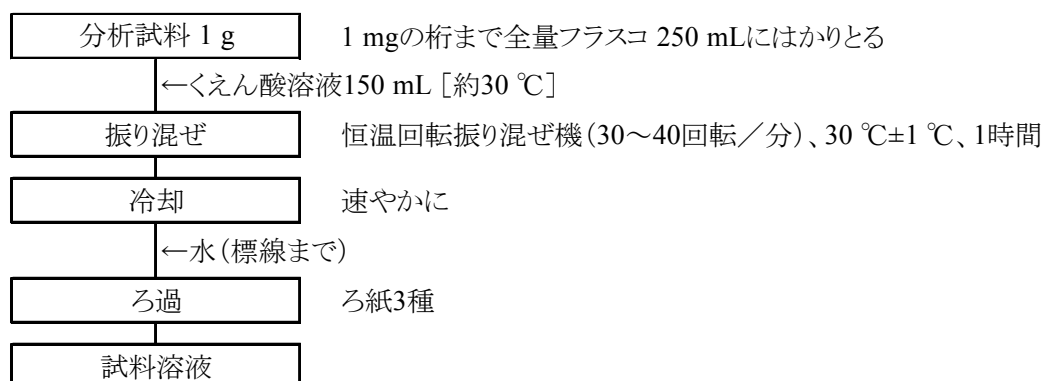 分析試料 1 g 1 mgの桁まで全量フラスコ 250 mLにはかりとる
←くえん酸溶液150 mL [約30 ℃]
振り混ぜ 恒温回転振り混ぜ機(30～40回転／分)、30 ℃±1 ℃、1時間
冷却 速やかに
←水(標線まで)
ろ過 ろ紙3種
試料溶液